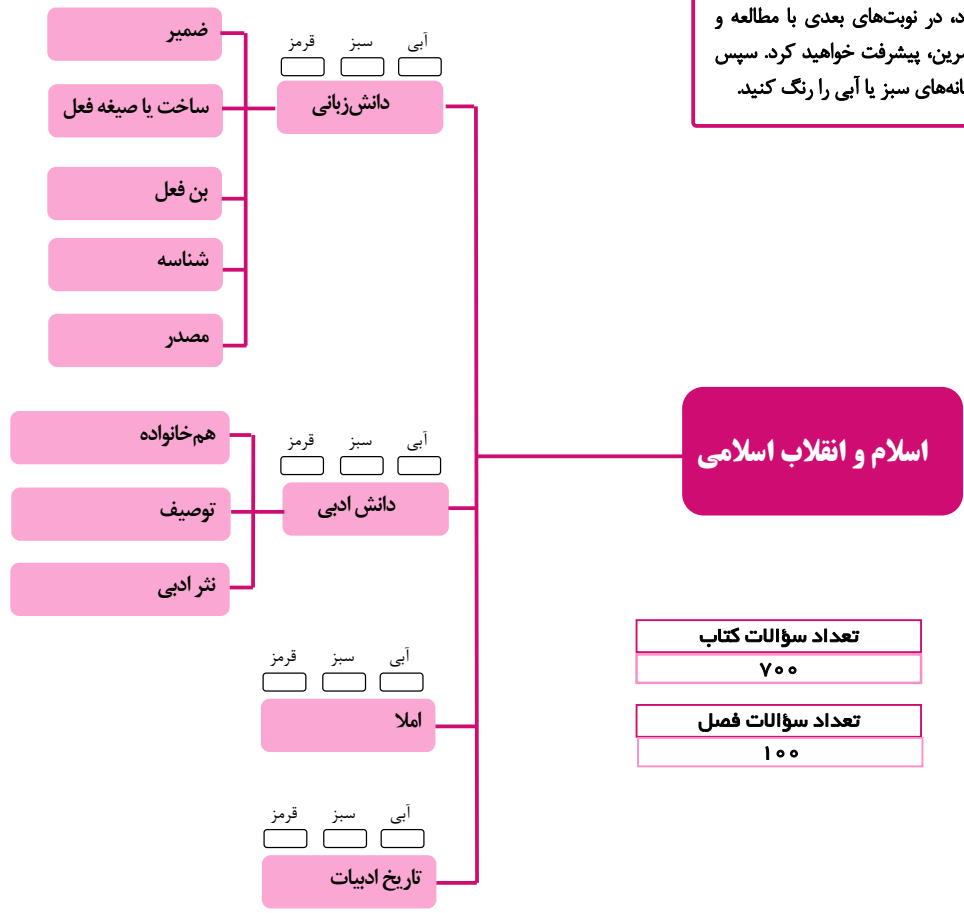 در نوبت‌های بعدی با مطالعه و
پیشرفت خواهید کرد. سپس
سبز یا آبی را رنگ کنید.
اسلام و انقلاب اسلامی
آبی سبز قرمز
دانش‌زبانی
ضمیر
ساخت یا صیغه فعل
بن فعل
شناسه
مصدر
آبی سبز قرمز
دانش ادبی
هم‌خانواده
توصیف
نثر ادبی
آبی سبز قرمز
املا
آبی سبز قرمز
تاریخ ادبیات
تعداد سؤالات کتاب
۷۰۰
تعداد سؤالات فصل
۱۰۰